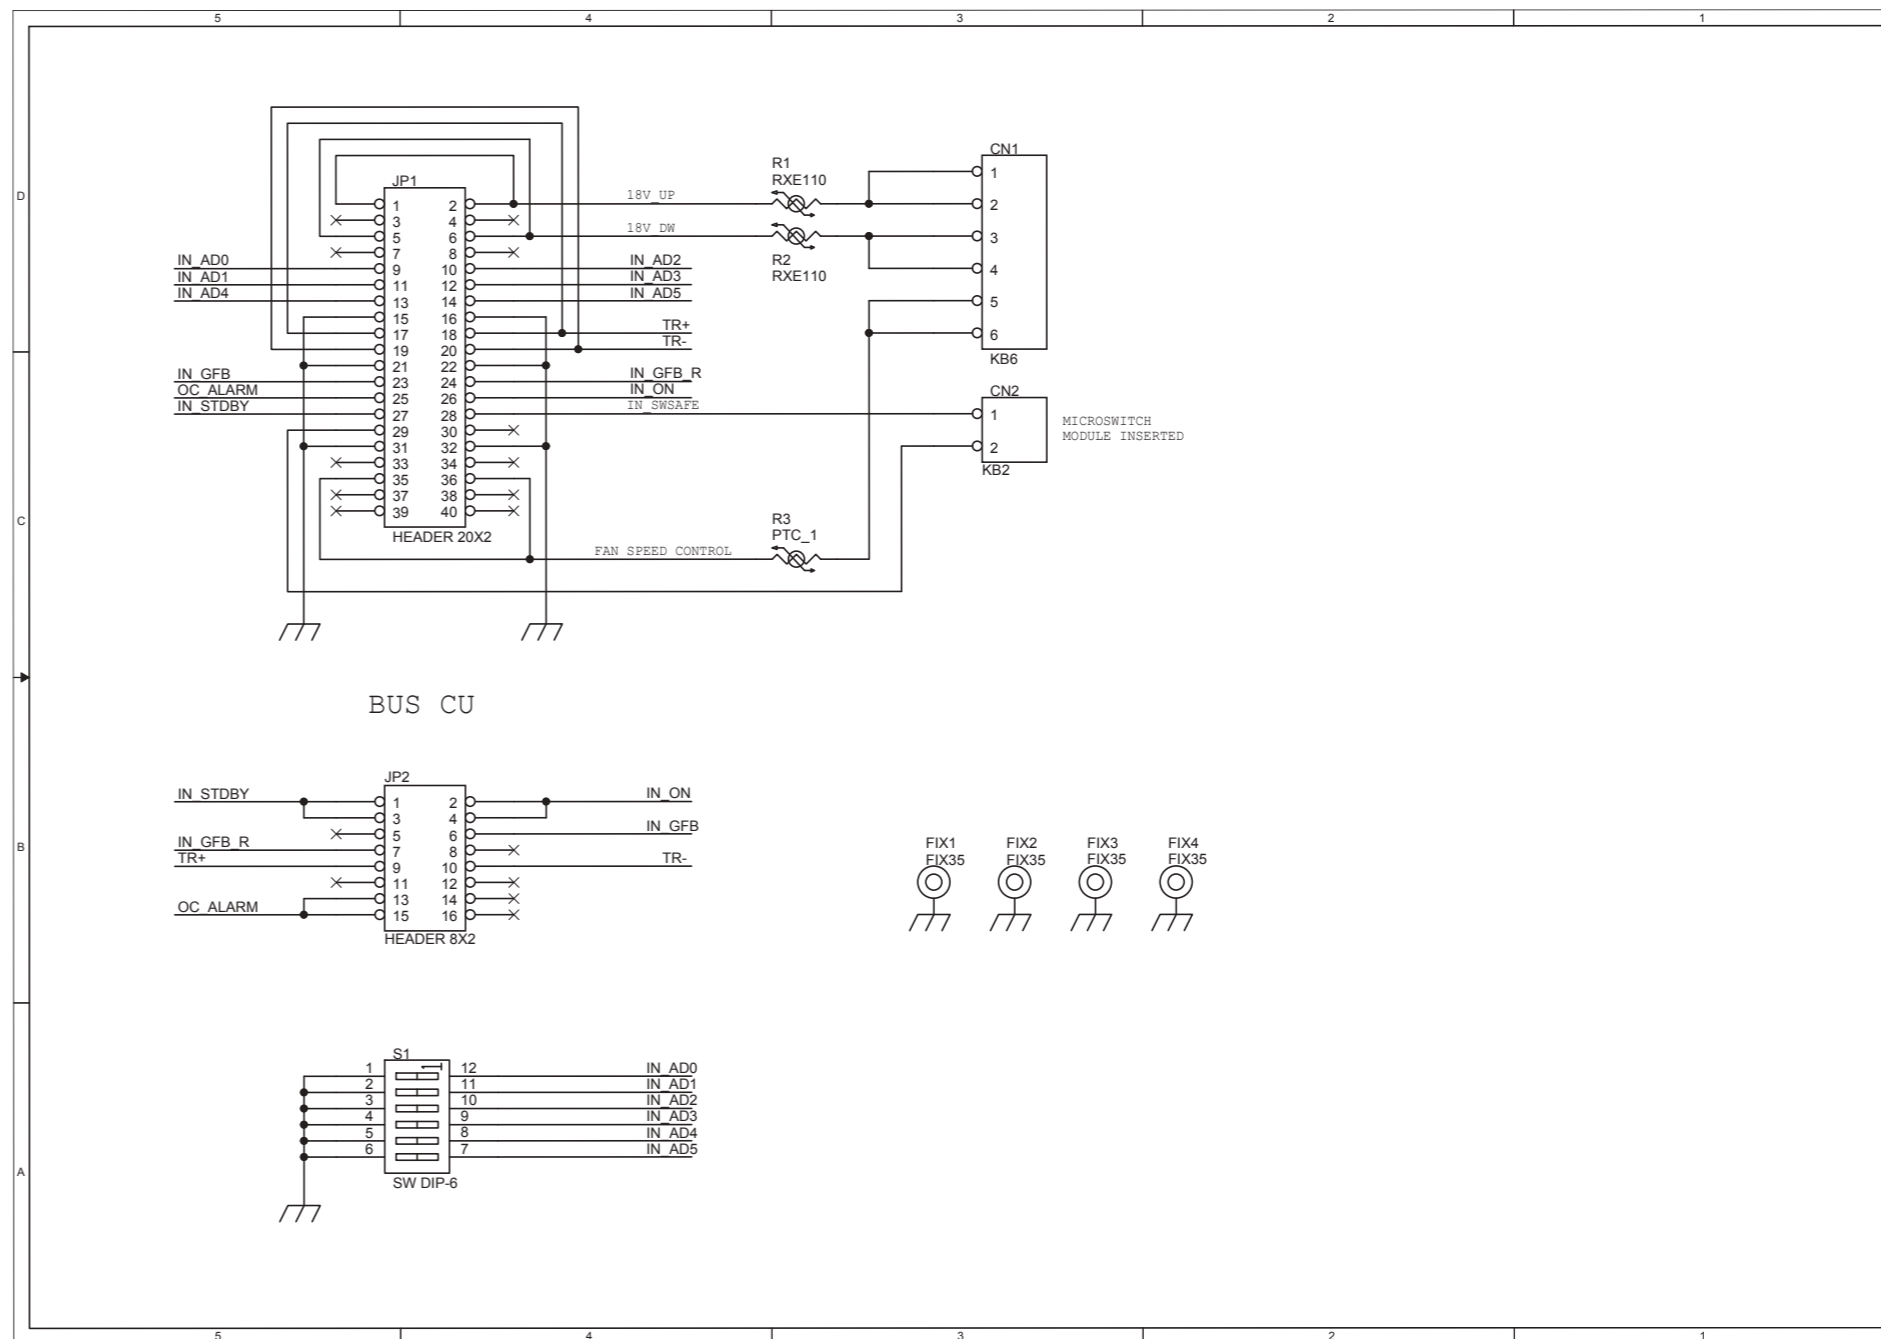 5 4 3 2 1
D
C
B
A
JP1
1 2
3 4
5 6
7 8
9 10
11 12
13 14
15 16
17 18
19 20
21 22
23 24
25 26
27 28
29 30
31 32
33 34
35 36
37 38
39 40
HEADER 20X2
IN_AD0
IN_AD1
IN_AD4
IN_GFB
OC_ALARM
IN_STDBY
18V_UP
18V_DW
IN_AD2
IN_AD3
IN_AD5
TR+
TR-
IN_GFB_R
IN_ON
IN_SWSAFE
FAN SPEED CONTROL
R1
RXE110
R2
RXE110
R3
PTC_1
CN1
1
2
3
4
5
6
KB6
CN2
1
2
KB2
MICROSWITCH
MODULE INSERTED
BUS CU
JP2
1 2
3 4
5 6
7 8
9 10
11 12
13 14
15 16
HEADER 8X2
IN_STDBY
IN_GFB_R
TR+
OC_ALARM
IN_ON
IN_GFB
TR-
FIX1 FIX2 FIX3 FIX4
FIX35 FIX35 FIX35 FIX35
S1
1 12 IN_AD0
2 11 IN_AD1
3 10 IN_AD2
4 9 IN_AD3
5 8 IN_AD4
6 7 IN_AD5
SW DIP-6
5 4 3 2 1